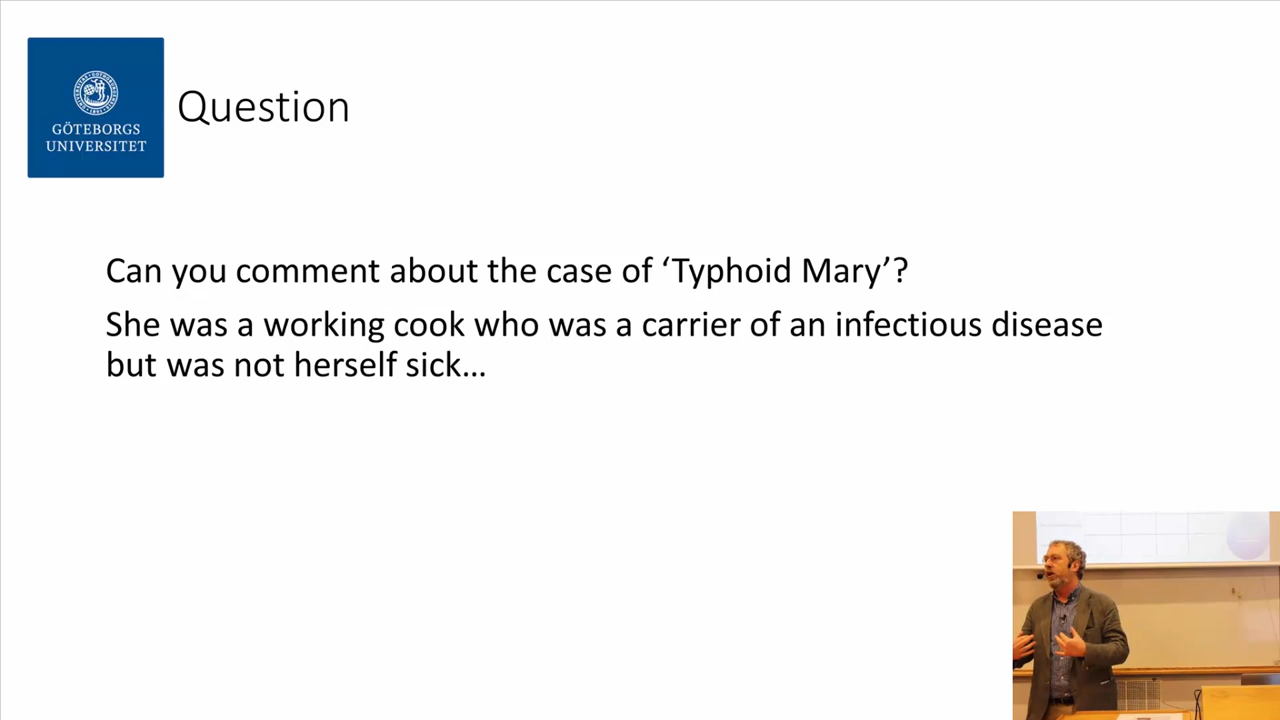 GÖTEBORGS
UNIVERSITET
Question
Can you comment about the case of ‘Typhoid Mary’?
She was a working cook who was a carrier of an infectious disease
but was not herself sick…